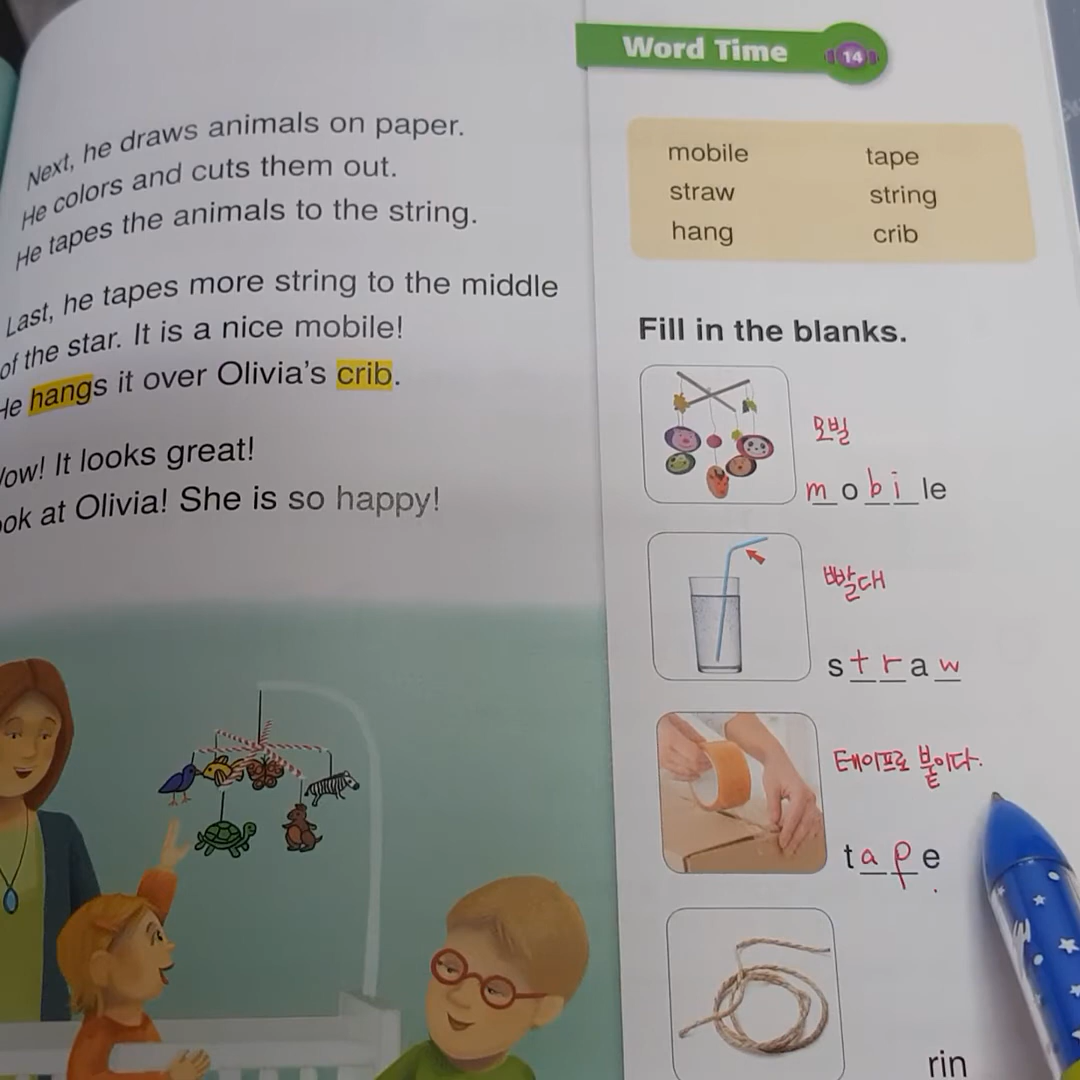 Next, he draws animals on paper.
He colors and cuts them out.
He tapes the animals to the string.
Last, he tapes more string to the middle
of the star. It is a nice mobile!
He hangs it over Olivia's crib.
Wow! It looks great!
ook at Olivia! She is so happy!
Word Time 14
mobile tape
straw string
hang crib
Fill in the blanks.
모빌
mobile
빨대
straw
테이프로 붙이다.
tape
rin